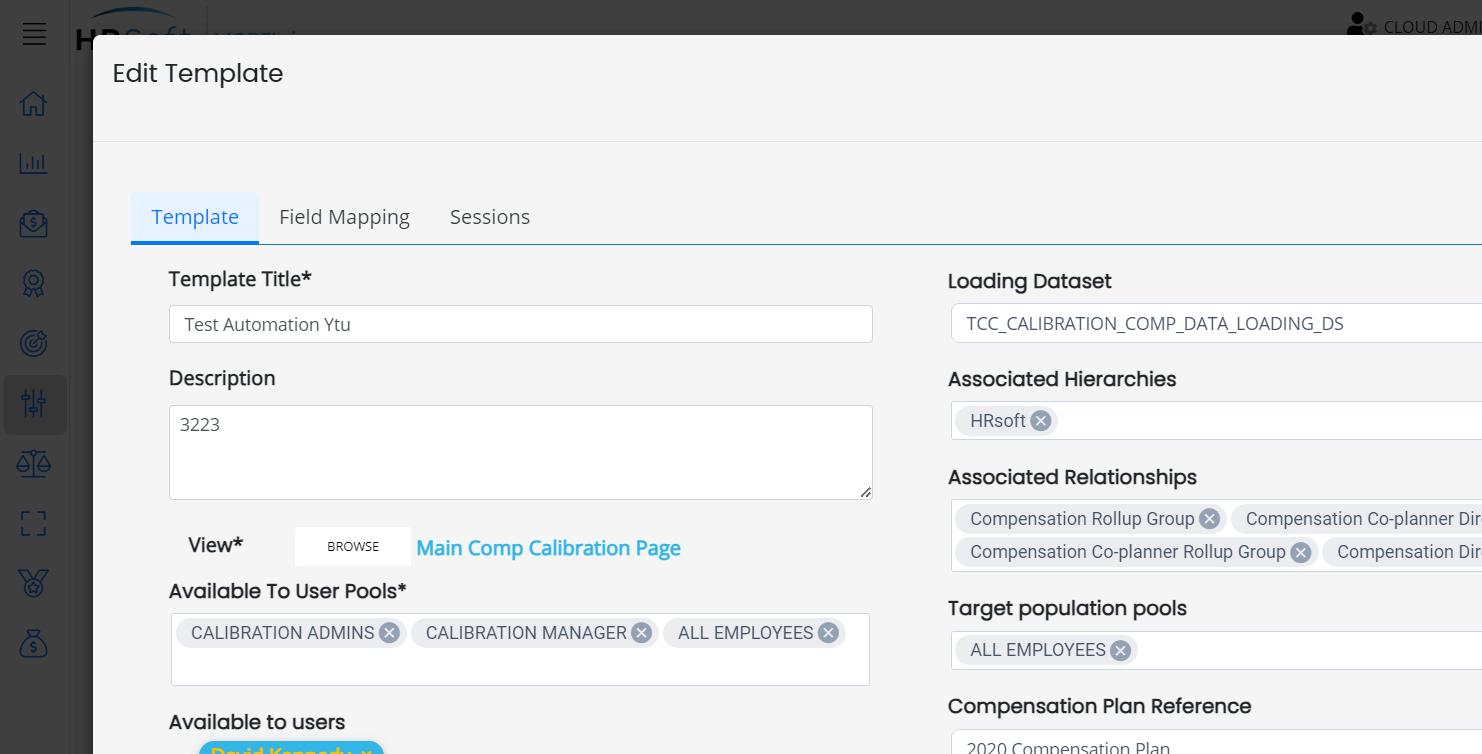 HRSoft
CLOUD ADMI
Edit Template
Template
Field Mapping
Sessions
Template Title*
Test Automation Ytu
Description
3223
View*
BROWSE
Main Comp Calibration Page
Available To User Pools*
CALIBRATION ADMINS
CALIBRATION MANAGER
ALL EMPLOYEES
Available to users
David Kennedy ×
Loading Dataset
TCC_CALIBRATION_COMP_DATA_LOADING_DS
Associated Hierarchies
HRsoft
Associated Relationships
Compensation Rollup Group
Compensation Co-planner Dir
Compensation Co-planner Rollup Group
Compensation Dir
Target population pools
ALL EMPLOYEES
Compensation Plan Reference
2020 Compensation Plan